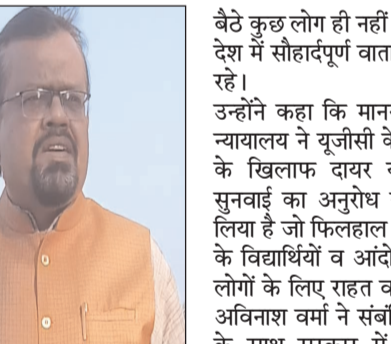 बैठे कुछ लोग ही नहीं
देश में सौहार्दपूर्ण
रहे।
उन्होंने कहा कि
न्यायालय ने यूजीसी
के खिलाफ दायर
सुनवाई का अनुरोध
लिया है जो फिलहाल
के विद्यार्थियों व
लोगों के लिए राहत
अविनाश वर्मा ने